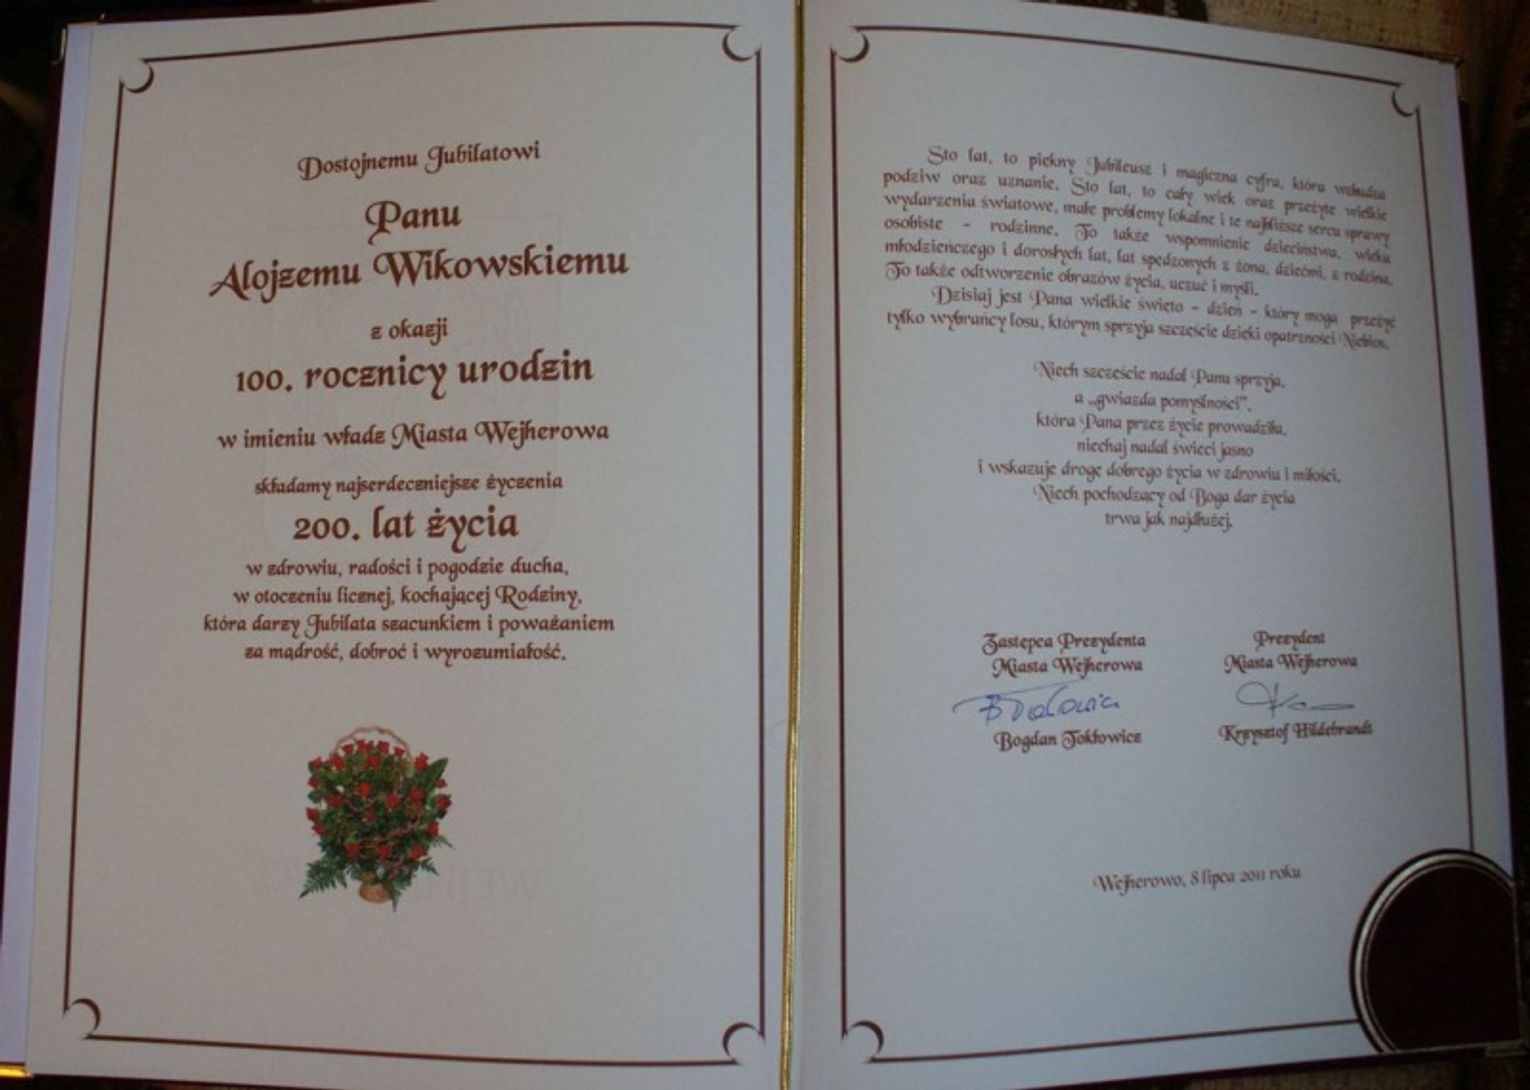 Dostojnemu Jubilatowi
Panu
Alojzemu Wikowskiemu
z okazji
100. rocznicy urodzin
w imieniu władz Miasta Wejherowa
składamy najserdeczniejsze życzenia
200. lat życia
w zdrowiu, radości i pogodzie ducha,
w otoczeniu licznej, kochającej Rodziny,
która darzy Jubilata szacunkiem i poważaniem
za mądrość, dobroć i wyrozumiałość.
Sto lat, to piękny Jubileusz i magiczna cyfra, która wzbudza
podziw oraz uznanie. Sto lat, to cały wiek oraz przeżyte wielkie
wydarzenia światowe, małe problemy lokalne i te najbliższe sercu sprawy
osobiste - rodzinne. To także wspomnienie dzieciństwa, wieku
młodzieńczego i dorosłych lat, lat spędzonych z żoną, dziećmi, z rodziną.
To także odtworzenie obrazów życia, uczuć i myśli.
Dzisiaj jest Pana wielkie święto - dzień - który mogą przeżyć
tylko wybrańcy losu, którym sprzyja szczęście dzięki opatrzności Niebios.
Niech szczęście nadal Panu sprzyja,
a „gwiazda pomyślności",
która Pana przez życie prowadziła,
niechaj nadal świeci jasno
i wskazuje drogę dobrego życia w zdrowiu i miłości.
Niech pochodzący od Boga dar życia
trwa jak najdłużej.
Zastępca Prezydenta
Miasta Wejherowa
Bogdan Tokłowicz
Prezydent
Miasta Wejherowa
Krzysztof Hildebrandt
Wejherowo, 8 lipca 2011 roku